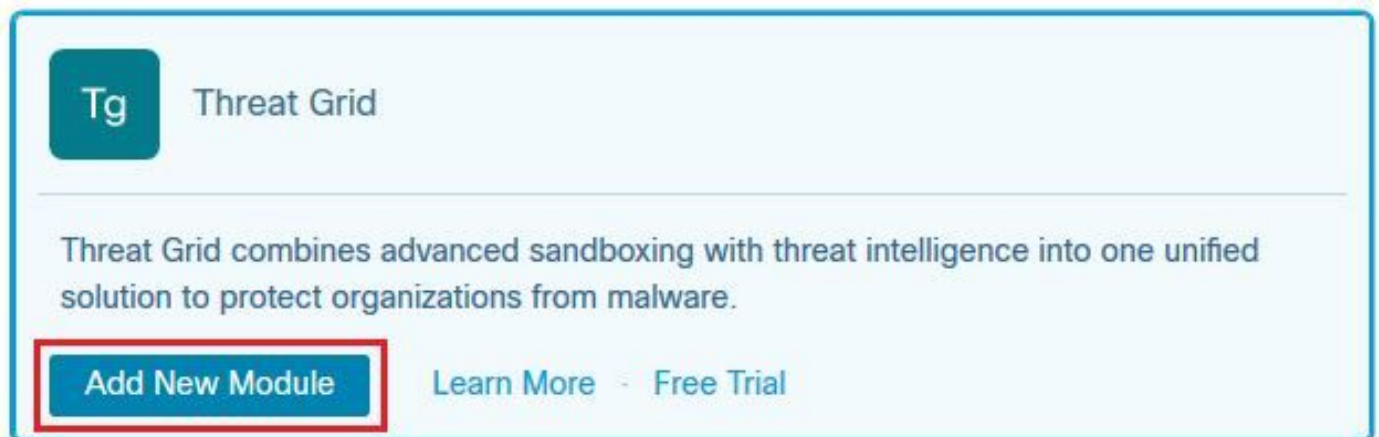 Tg
Threat Grid
Threat Grid combines advanced sandboxing with threat intelligence into one unified
solution to protect organizations from malware.
Add New Module
Learn More · Free Trial